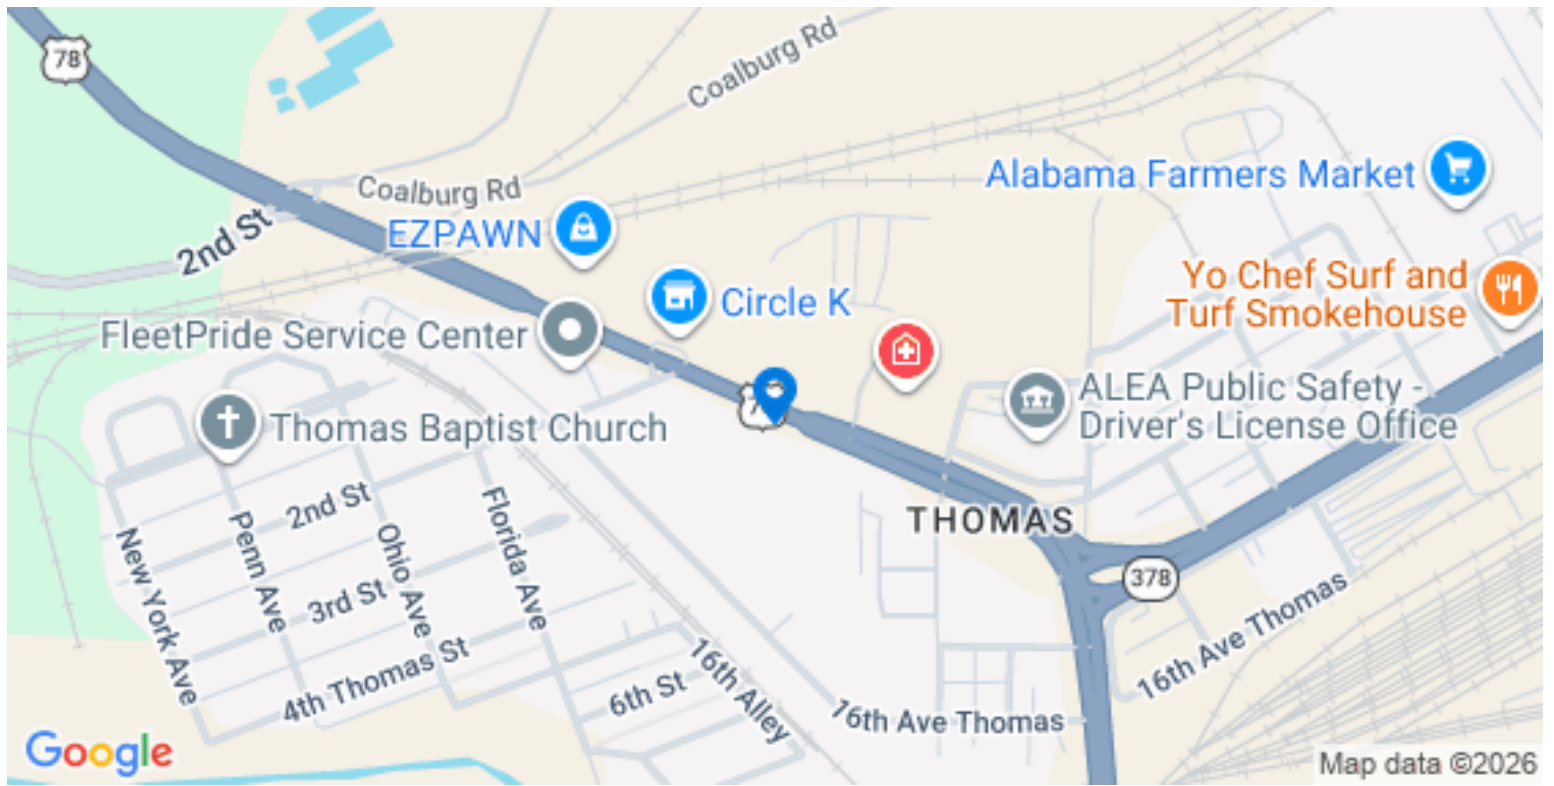 78
Coalburg Rd
Coalburg Rd
2nd St
EZPAWN
Alabama Farmers Market
Circle K
Yo Chef Surf and
Turf Smokehouse
FleetPride Service Center
Thomas Baptist Church
ALEA Public Safety -
Driver's License Office
2nd St
Florida Ave
THOMAS
Penn Ave
Ohio Ave
New York Ave
3rd St
378
16th Ave Thomas
4th Thomas St
6th St
16th Alley
16th Ave Thomas
Google
Map data ©2026